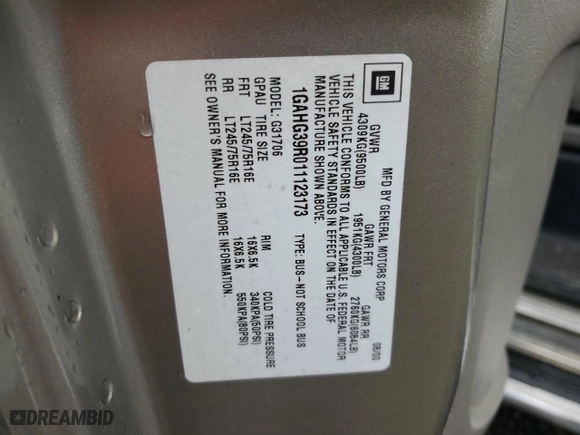 GM
MFD BY GENERAL MOTORS CORP
08/00
GVWR GAWR FRT GAWR RR
4309KG(9500LB) 1951KG(4300LB) 2760KG(6084LB)
THIS VEHICLE CONFORMS TO ALL APPLICABLE U.S. FEDERAL MOTOR
VEHICLE SAFETY STANDARDS IN EFFECT ON THE DATE OF
MANUFACTURE SHOWN ABOVE.
1GAHG39R011123173 TYPE: BUS-NOT SCHOOL BUS
MODEL: G31706
GPAU TIRE SIZE RIM COLD TIRE PRESSURE
FRT LT245/75R16E 16X6.5K 340KPA(50PSI)
RR LT245/75R16E 16X6.5K 550KPA(80PSI)
SEE OWNER'S MANUAL FOR MORE INFORMATION.
DREAMBID